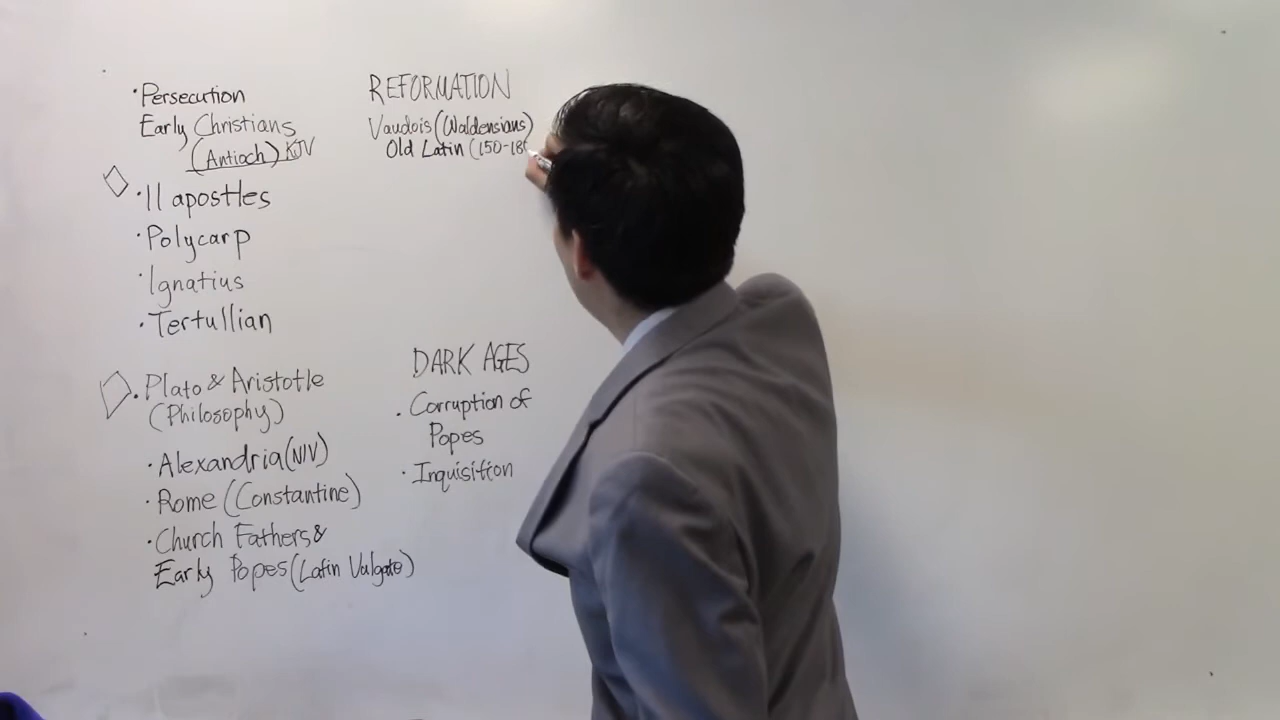 ·Persecution
Early Christians
(Antioch) KJV
·11 apostles
·Polycarp
·Ignatius
·Tertullian
·Plato & Aristotle
(Philosophy)
·Alexandria (NIV)
·Rome (Constantine)
·Church Fathers &
Early Popes (Latin Vulgate)
REFORMATION
Vaudois (Waldensians)
Old Latin (150-18
DARK AGES
·Corruption of
Popes
·Inquisition